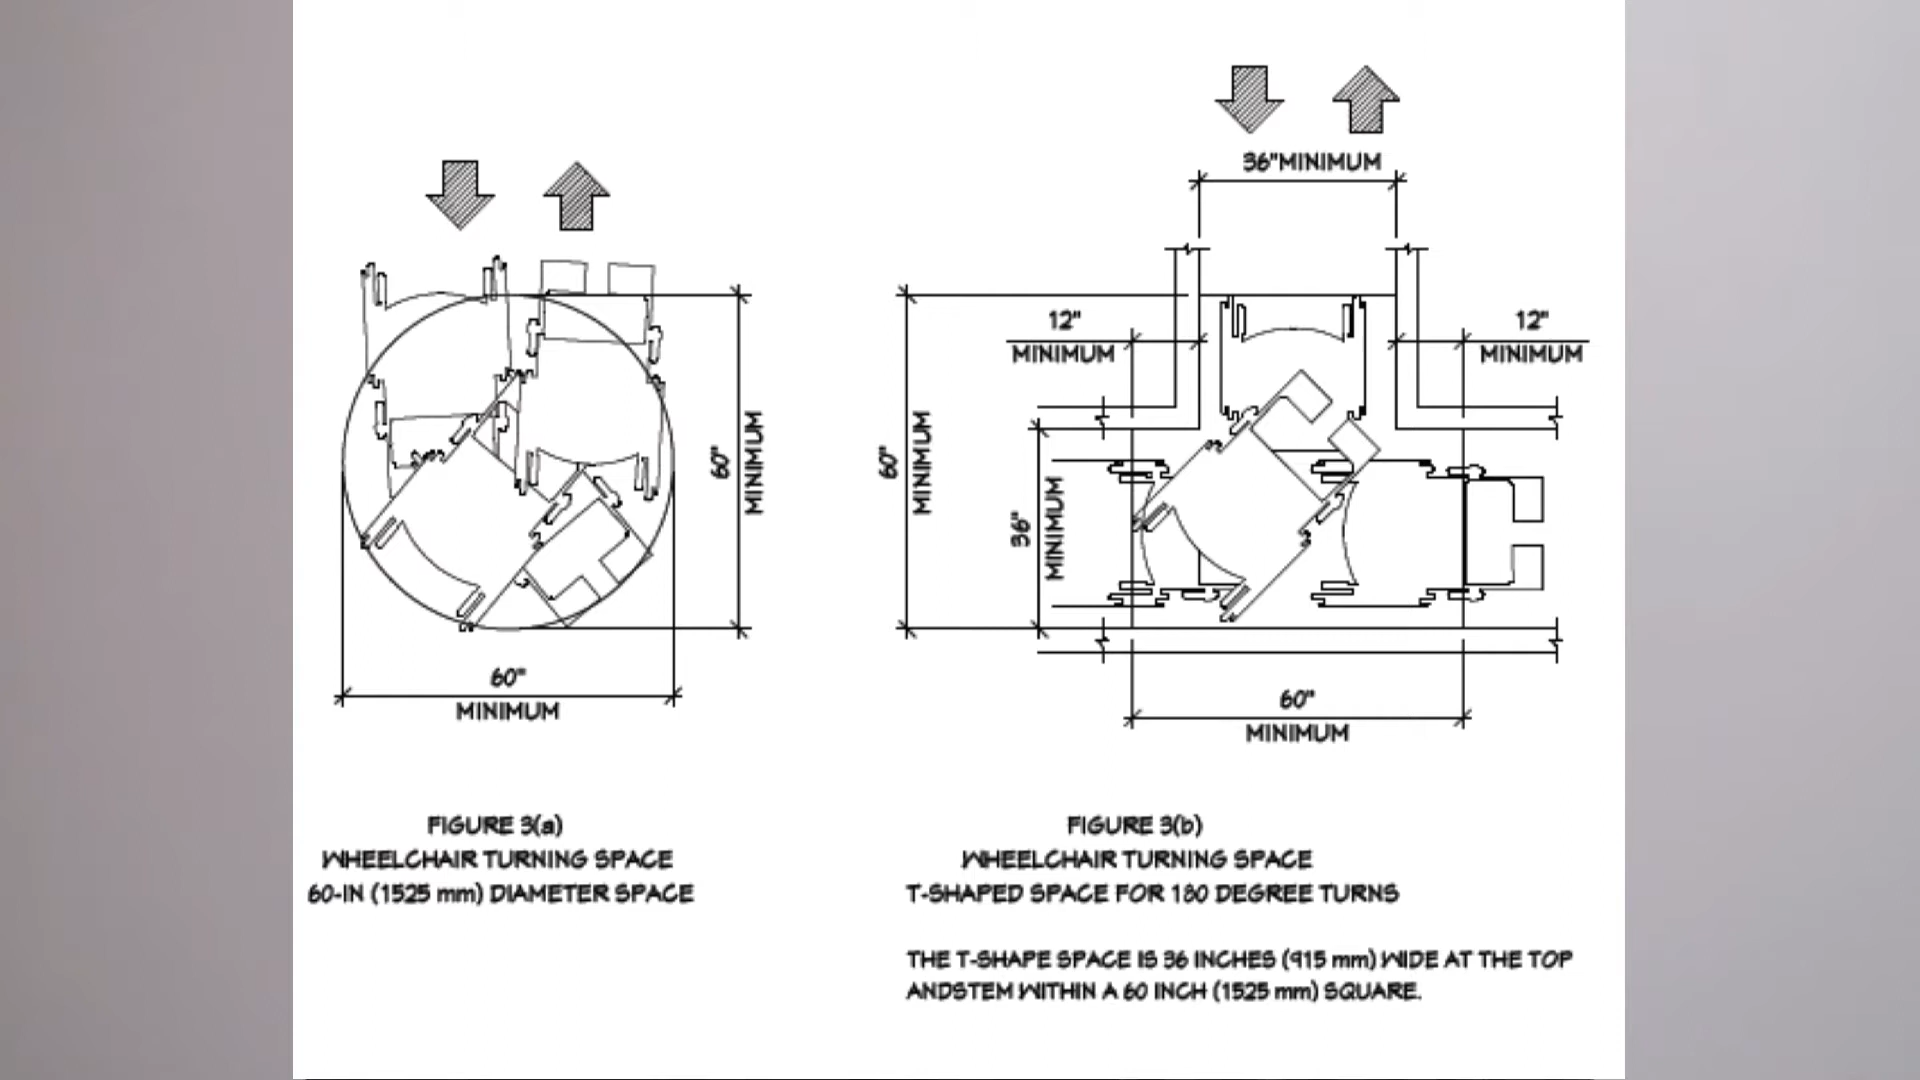 36"MINIMUM
12"
MINIMUM
12"
MINIMUM
60"
MINIMUM
60"
MINIMUM
36"
MINIMUM
60"
MINIMUM
60"
MINIMUM
FIGURE 3(a)
WHEELCHAIR TURNING SPACE
60-IN (1525 mm) DIAMETER SPACE
FIGURE 3(b)
WHEELCHAIR TURNING SPACE
T-SHAPED SPACE FOR 180 DEGREE TURNS
THE T-SHAPE SPACE IS 36 INCHES (915 mm) WIDE AT THE TOP
ANDSTEM WITHIN A 60 INCH (1525 mm) SQUARE.